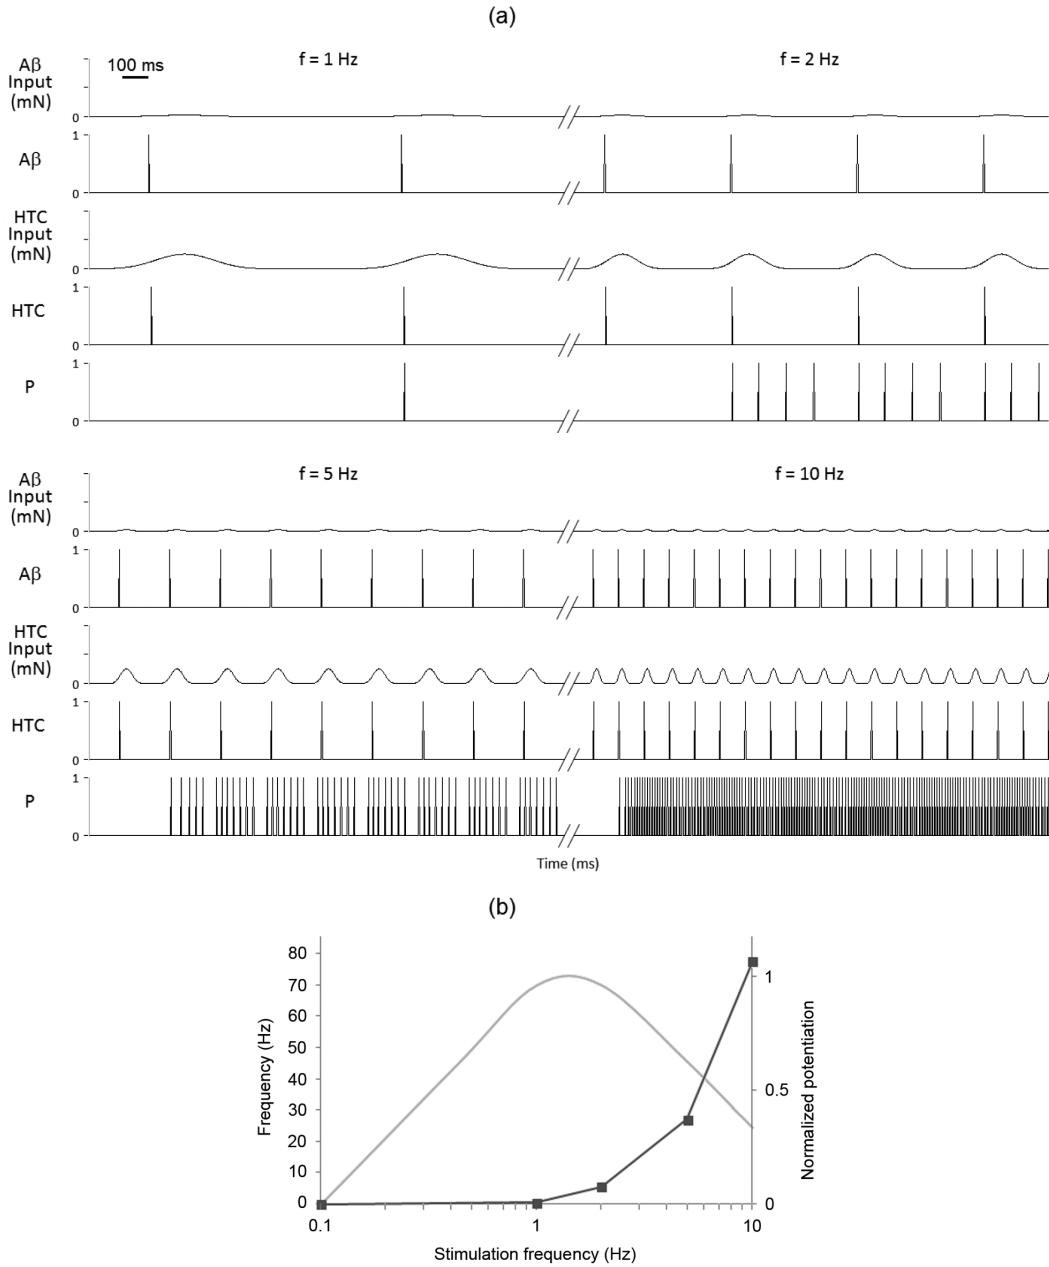 (a)
100 ms
f = 1 Hz
f = 2 Hz
Aβ
Input
(mN)
0
Aβ
1
0
HTC
Input
(mN)
0
HTC
1
0
P
1
0
f = 5 Hz
f = 10 Hz
Aβ
Input
(mN)
0
Aβ
1
0
HTC
Input
(mN)
0
HTC
1
0
P
1
0
Time (ms)
(b)
Frequency (Hz)
80
70
60
50
40
30
20
10
0
0.1
1
10
Stimulation frequency (Hz)
1
0.5
0
Normalized potentiation